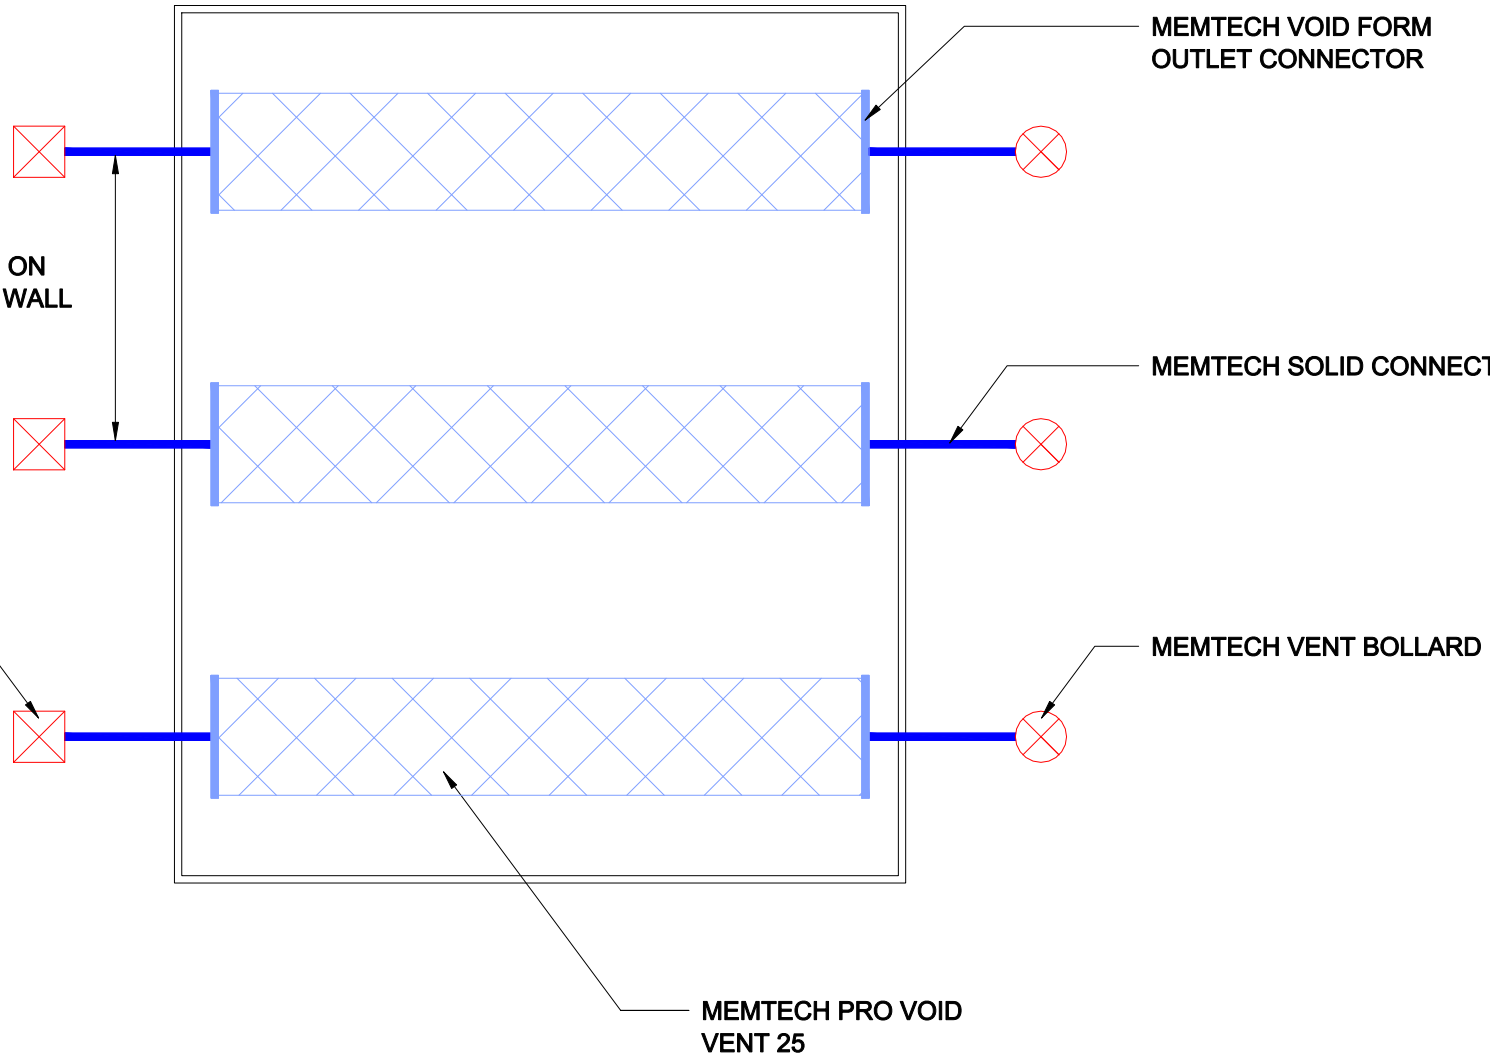 MEMTECH VOID FORM
OUTLET CONNECTOR
ON
WALL
MEMTECH SOLID CONNECT
MEMTECH VENT BOLLARD
MEMTECH PRO VOID
VENT 25